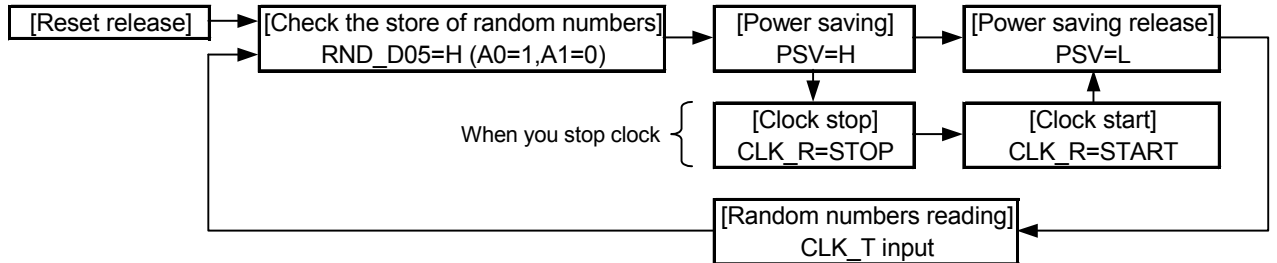 [Reset release]
[Check the store of random numbers]
RND_D05=H (A0=1,A1=0)
[Power saving]
PSV=H
[Power saving release]
PSV=L
When you stop clock
[Clock stop]
CLK_R=STOP
[Clock start]
CLK_R=START
[Random numbers reading]
CLK_T input